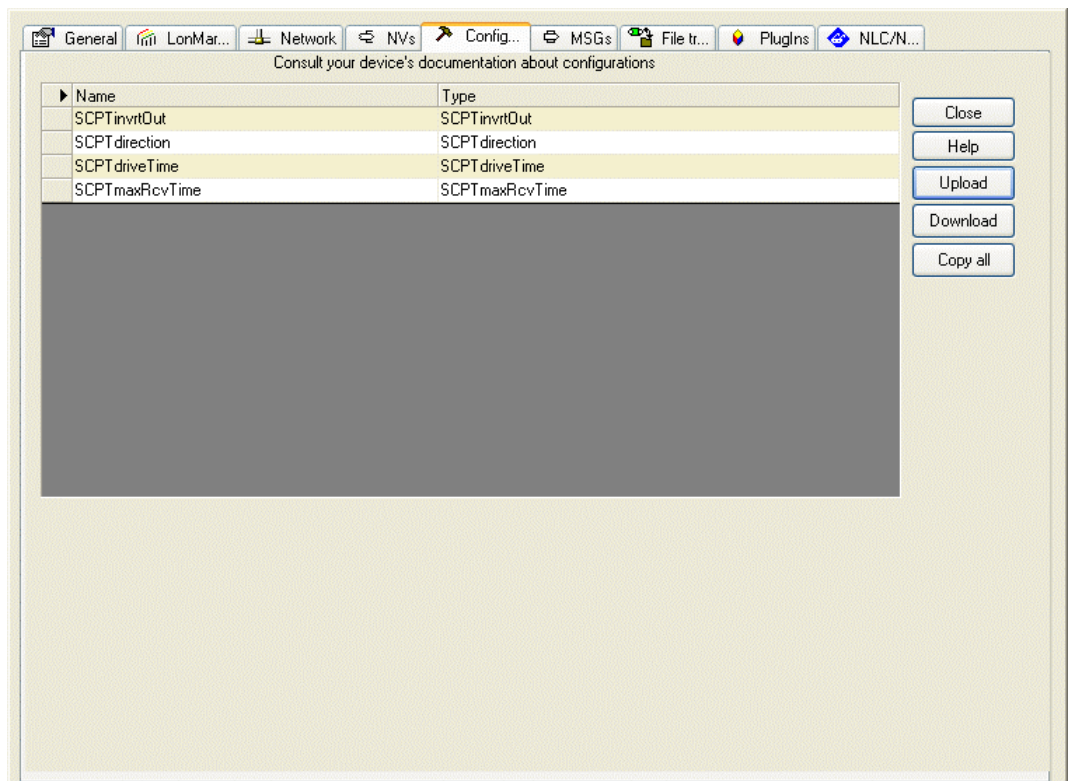 General LonMar... Network NVs Config... MSGs File tr... PlugIns NLC/N...
Consult your device's documentation about configurations
Name Type
SCPTinvrtOut SCPTinvrtOut
SCPTdirection SCPTdirection
SCPTdriveTime SCPTdriveTime
SCPTmaxRcvTime SCPTmaxRcvTime
Close
Help
Upload
Download
Copy all